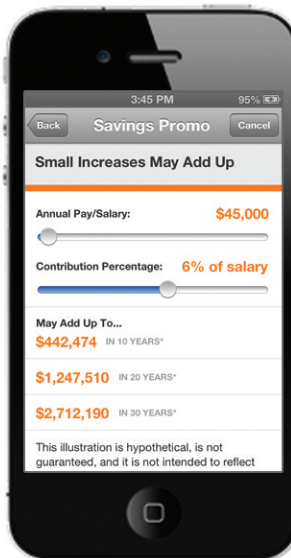 3:45 PM 95%
Back Savings Promo Cancel
Small Increases May Add Up
Annual Pay/Salary: $45,000
Contribution Percentage: 6% of salary
May Add Up To...
$442,474 IN 10 YEARS*
$1,247,510 IN 20 YEARS*
$2,712,190 IN 30 YEARS*
This illustration is hypothetical, is not
guaranteed, and it is not intended to reflect